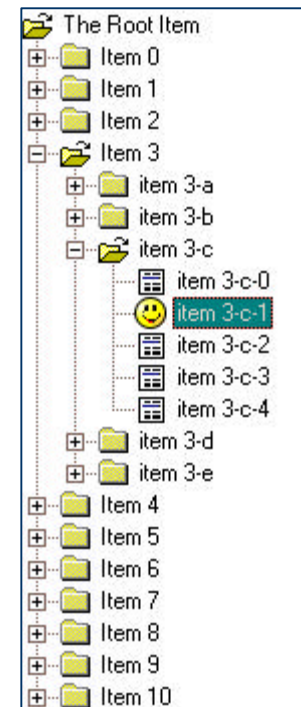 The Root Item
Item 0
Item 1
Item 2
Item 3
item 3-a
item 3-b
item 3-c
item 3-c-0
item 3-c-1
item 3-c-2
item 3-c-3
item 3-c-4
item 3-d
item 3-e
Item 4
Item 5
Item 6
Item 7
Item 8
Item 9
Item 10